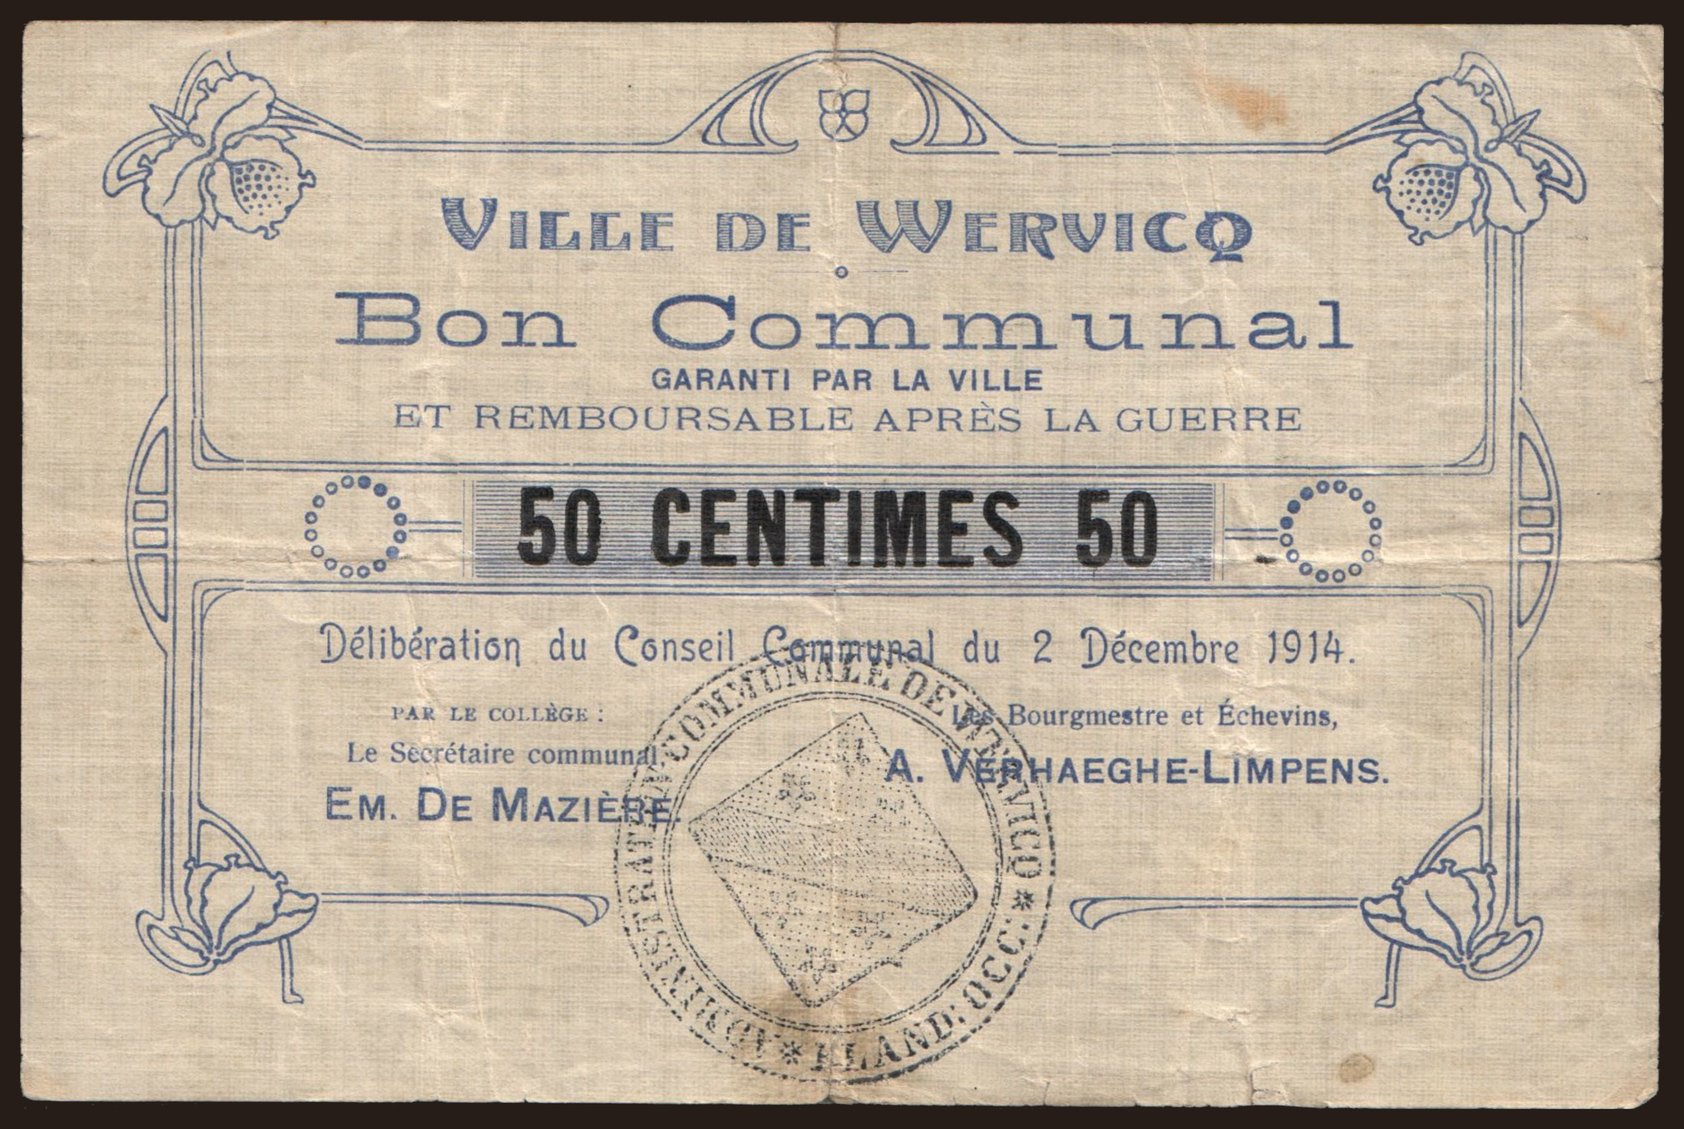 VILLE DE WERVICQ
Bon Communal
GARANTI PAR LA VILLE
ET REMBOURSABLE APRÈS LA GUERRE
50 CENTIMES 50
Délibération du Conseil Communal du 2 Décembre 1914.
PAR LE COLLÈGE :
Le Secrétaire communal,
EM. DE MAZIÈRE.
Les Bourgmestre et Échevins,
A. VERHAEGHE-LIMPENS.
ADMINISTRATION COMMUNALE DE WERVICQ * FLAND: OCC: *